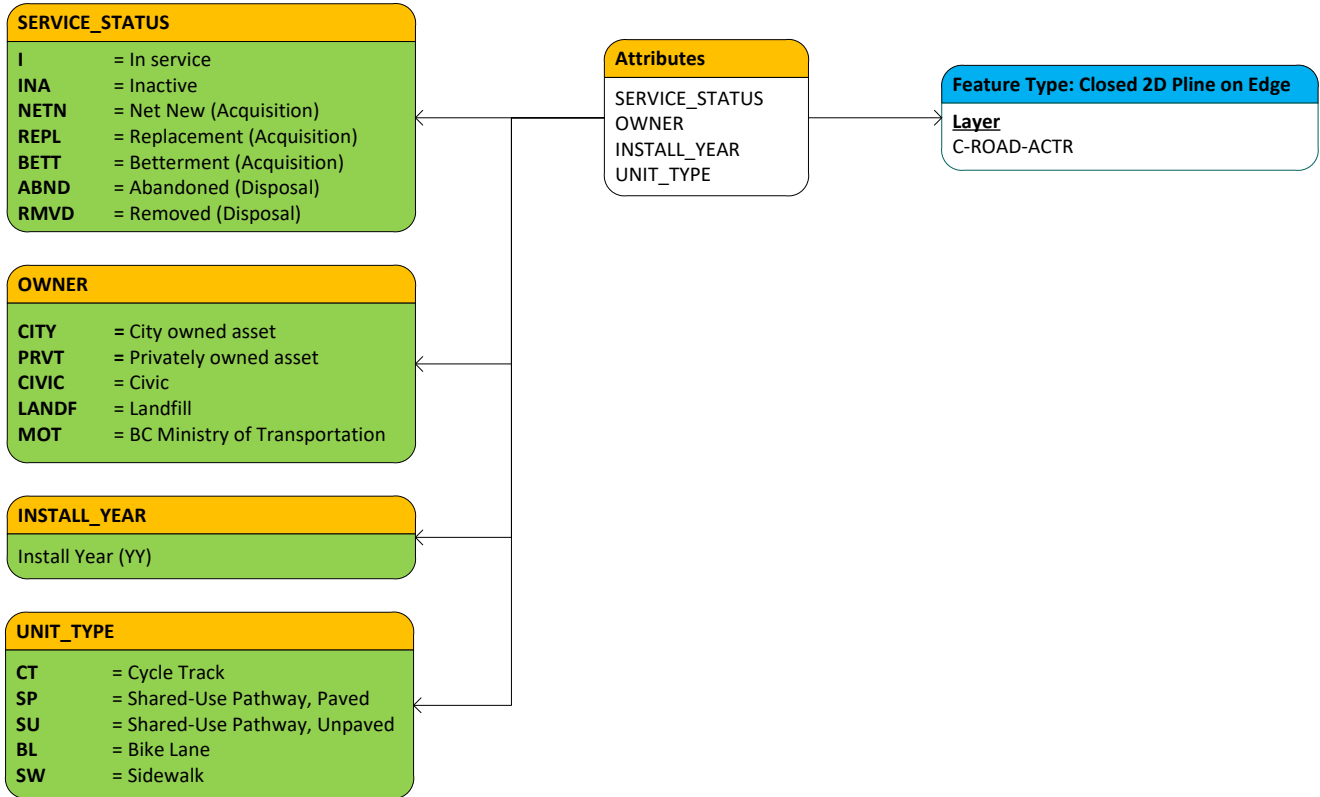 SERVICE_STATUS
I = In service
INA = Inactive
NETN = Net New (Acquisition)
REPL = Replacement (Acquisition)
BETT = Betterment (Acquisition)
ABND = Abandoned (Disposal)
RMVD = Removed (Disposal)
OWNER
CITY = City owned asset
PRVT = Privately owned asset
CIVIC = Civic
LANDF = Landfill
MOT = BC Ministry of Transportation
INSTALL_YEAR
Install Year (YY)
UNIT_TYPE
CT = Cycle Track
SP = Shared-Use Pathway, Paved
SU = Shared-Use Pathway, Unpaved
BL = Bike Lane
SW = Sidewalk
Attributes
SERVICE_STATUS
OWNER
INSTALL_YEAR
UNIT_TYPE
Feature Type: Closed 2D Pline on Edge
Layer
C-ROAD-ACTR